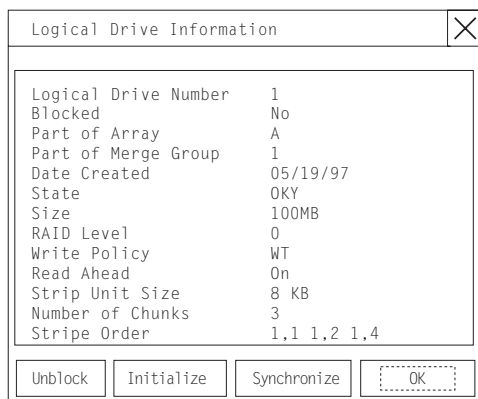 Logical Drive Information
Logical Drive Number 1
Blocked No
Part of Array A
Part of Merge Group 1
Date Created 05/19/97
State OKY
Size 100MB
RAID Level 0
Write Policy WT
Read Ahead On
Strip Unit Size 8 KB
Number of Chunks 3
Stripe Order 1,1 1,2 1,4
Unblock Initialize Synchronize OK